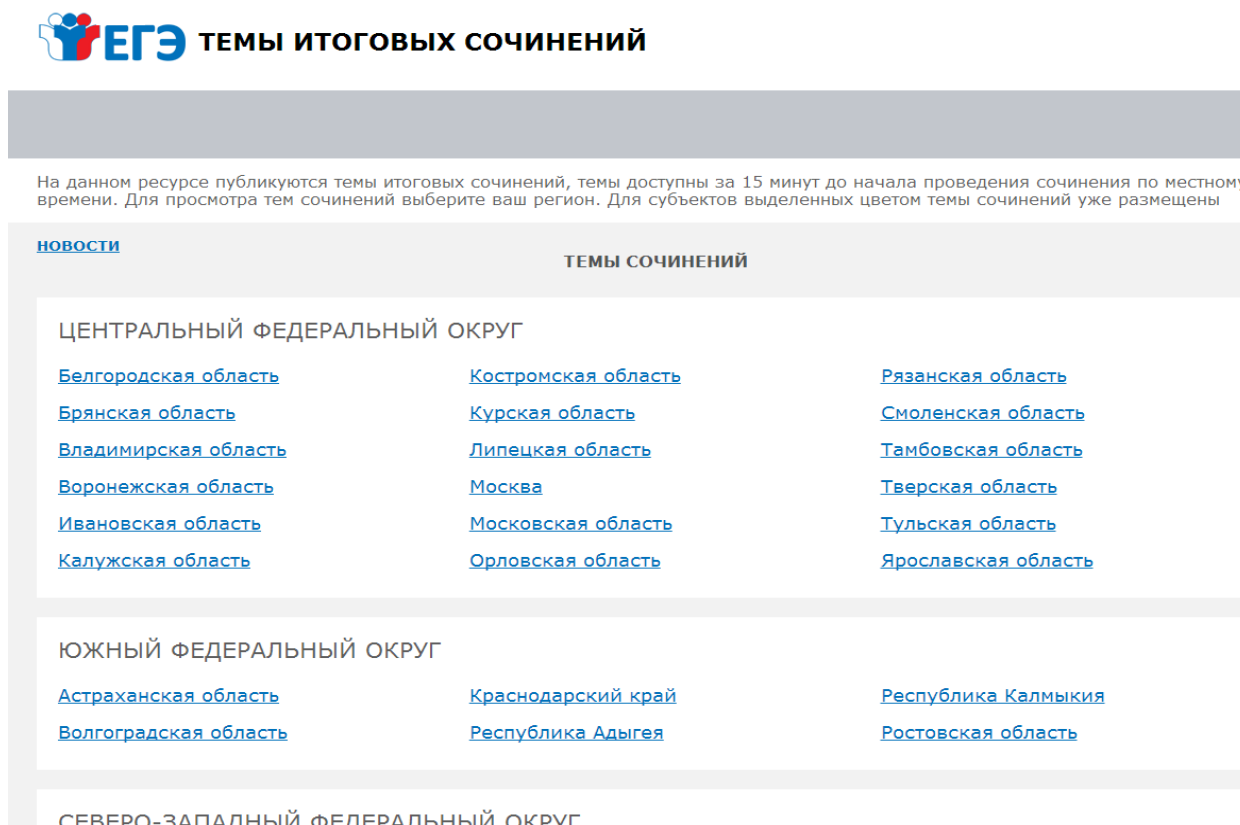 ЕГЭ ТЕМЫ ИТОГОВЫХ СОЧИНЕНИЙ
На данном ресурсе публикуются темы итоговых сочинений, темы доступны за 15 минут до начала проведения сочинения по местному
времени. Для просмотра тем сочинений выберите ваш регион. Для субъектов выделенных цветом темы сочинений уже размещены
НОВОСТИ
ТЕМЫ СОЧИНЕНИЙ
ЦЕНТРАЛЬНЫЙ ФЕДЕРАЛЬНЫЙ ОКРУГ
Белгородская область Костромская область Рязанская область
Брянская область Курская область Смоленская область
Владимирская область Липецкая область Тамбовская область
Воронежская область Москва Тверская область
Ивановская область Московская область Тульская область
Калужская область Орловская область Ярославская область
ЮЖНЫЙ ФЕДЕРАЛЬНЫЙ ОКРУГ
Астраханская область Краснодарский край Республика Калмыкия
Волгоградская область Республика Адыгея Ростовская область
СЕВЕРО-ЗАПАДНЫЙ ФЕДЕРАЛЬНЫЙ ОКРУГ